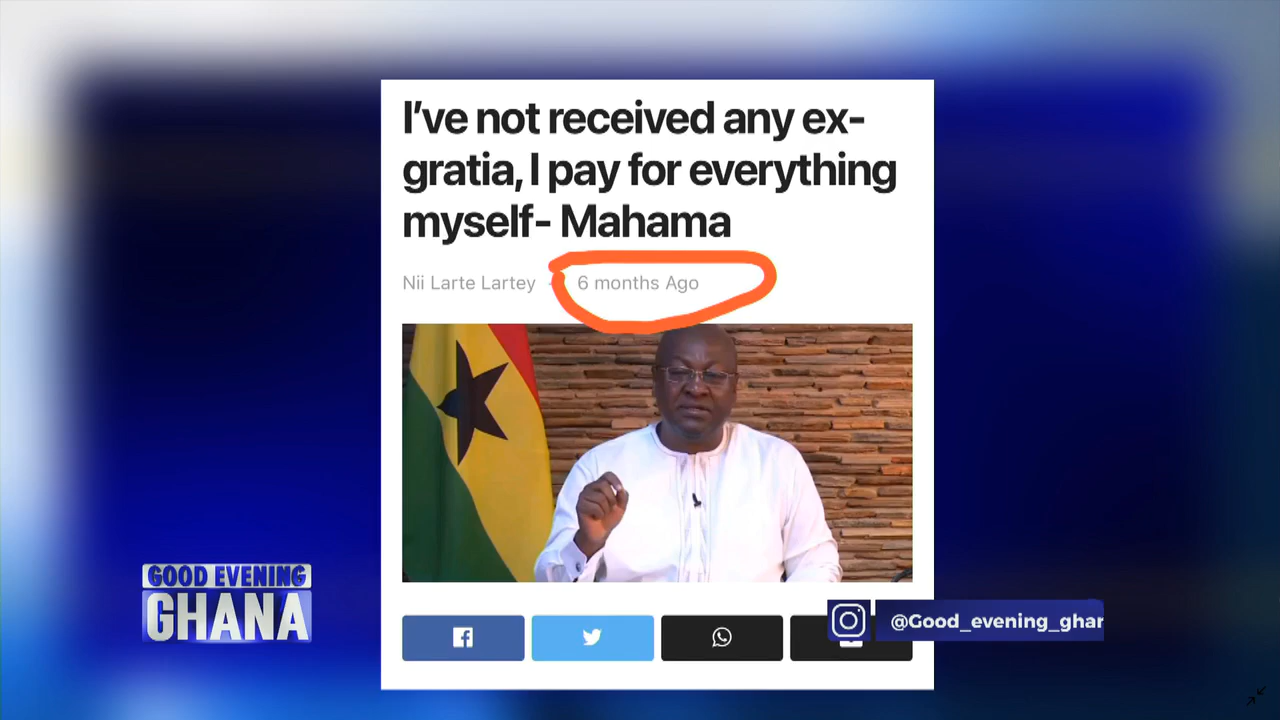 I've not received any ex-
gratia, I pay for everything
myself- Mahama
Nii Larte Lartey
6 months Ago
GOOD EVENING
GHANA
@Good_evening_ghan